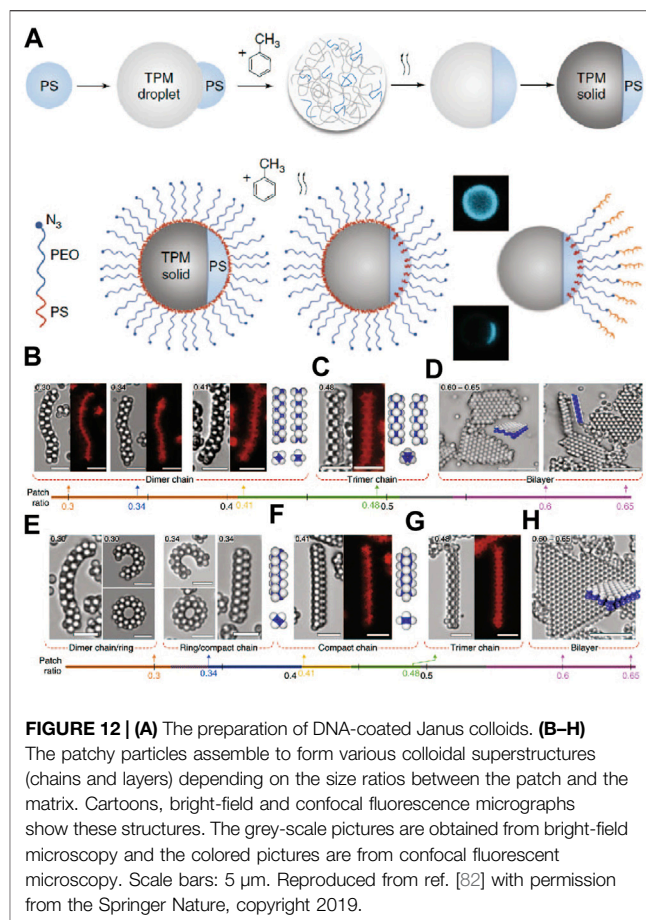 A
CH3
+
PS
TPM
droplet
PS
TPM
solid
PS
CH3
+
N3
PEO
PS
TPM
solid
PS
B
C
D
0.30
0.34
0.41
0.48
0.60 – 0.65
Dimer chain
Trimer chain
Bilayer
Patch
ratio
0.3
0.34
0.4
0.41
0.48
0.5
0.6
0.65
E
F
G
H
0.30
0.34
0.34
0.41
0.48
0.60 – 0.65
Dimer chain/ring
Ring/compact chain
Compact chain
Trimer chain
Bilayer
Patch
ratio
0.3
0.34
0.4
0.41
0.48
0.5
0.6
0.65
FIGURE 12 | (A) The preparation of DNA-coated Janus colloids. (B–H)
The patchy particles assemble to form various colloidal superstructures
(chains and layers) depending on the size ratios between the patch and the
matrix. Cartoons, bright-field and confocal fluorescence micrographs
show these structures. The grey-scale pictures are obtained from bright-field
microscopy and the colored pictures are from confocal fluorescent
microscopy. Scale bars: 5 μm. Reproduced from ref. [82] with permission
from the Springer Nature, copyright 2019.